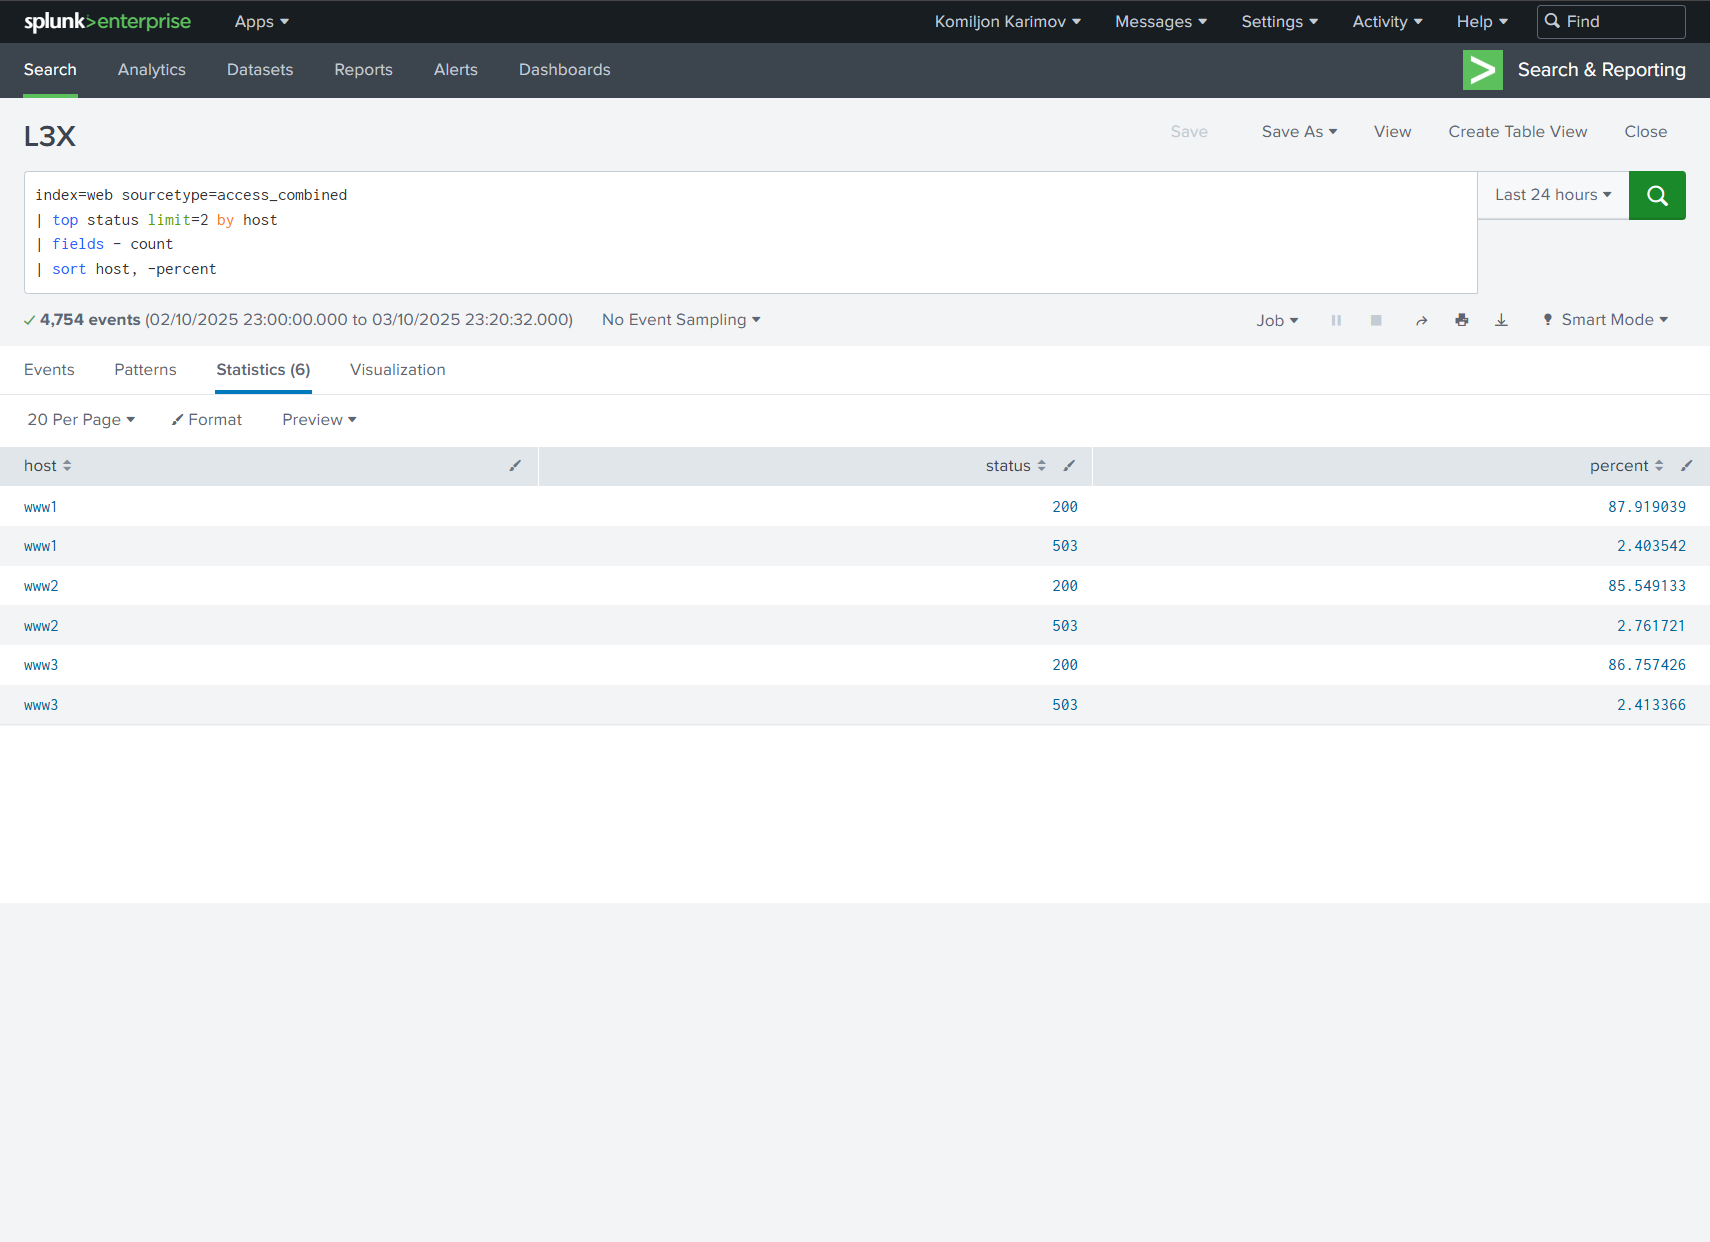 splunk>enterprise Apps Komiljon Karimov Messages Settings Activity Help Find
Search Analytics Datasets Reports Alerts Dashboards Search & Reporting
L3X Save Save As View Create Table View Close
index=web sourcetype=access_combined Last 24 hours
| top status limit=2 by host
| fields - count
| sort host, -percent
4,754 events (02/10/2025 23:00:00.000 to 03/10/2025 23:20:32.000) No Event Sampling Job Smart Mode
Events Patterns Statistics (6) Visualization
20 Per Page Format Preview
host status percent
www1 200 87.919039
www1 503 2.403542
www2 200 85.549133
www2 503 2.761721
www3 200 86.757426
www3 503 2.413366